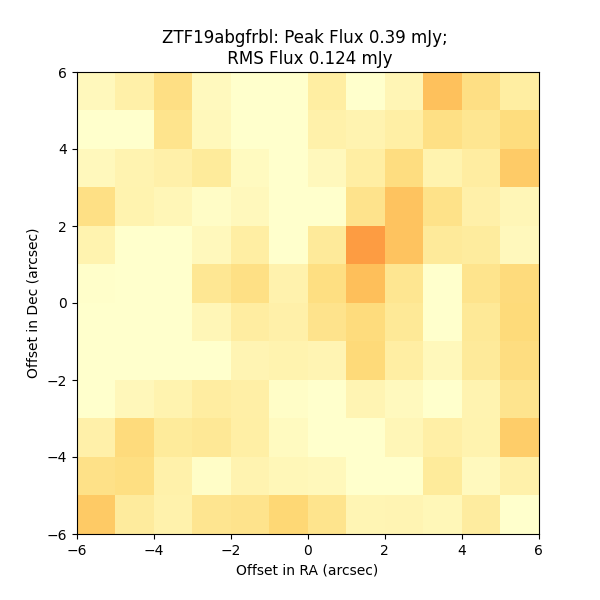 ZTF19abgfrbl: Peak Flux 0.39 mJy;
RMS Flux 0.124 mJy
6
4
2
0
−2
−4
−6
Offset in Dec (arcsec)
−6 −4 −2 0 2 4 6
Offset in RA (arcsec)